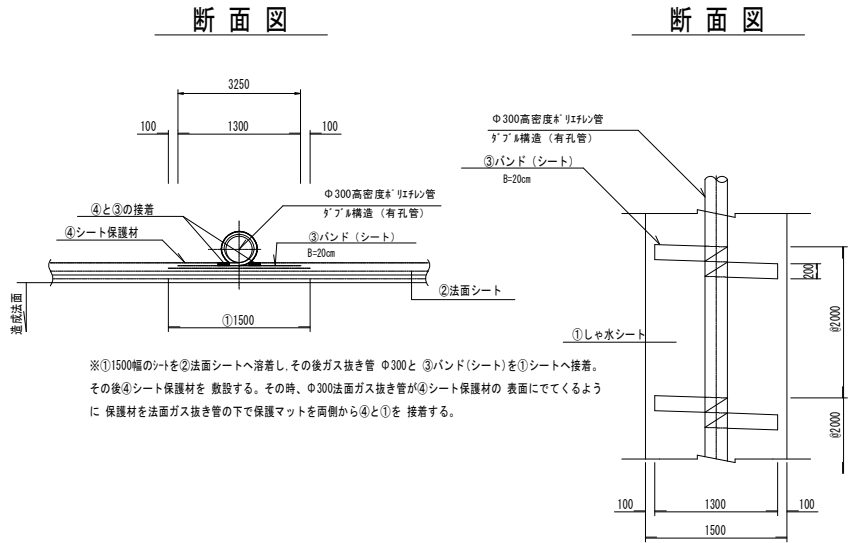 断面図
3250
100
1300
100
Φ300高密度ポリエチレン管
ダブル構造（有孔管）
④と③の接着
④シート保護材
③バンド（シート）
B=20cm
②法面シート
造成法面
①1500
※①1500幅のシートを②法面シートへ溶着し､その後ガス抜き管 Φ300と ③バンド(シート)を①シートへ接着。
その後④シート保護材を 敷設する。その時、Φ300法面ガス抜き管が④シート保護材の 表面にでてくるよう
に 保護材を法面ガス抜き管の下で保護マットを両側から④と①を 接着する。
断面図
Φ300高密度ポリエチレン管
ダブル構造（有孔管）
③バンド（シート）
B=20cm
200
@2000
①しゃ水シート
@2000
100
1300
100
1500